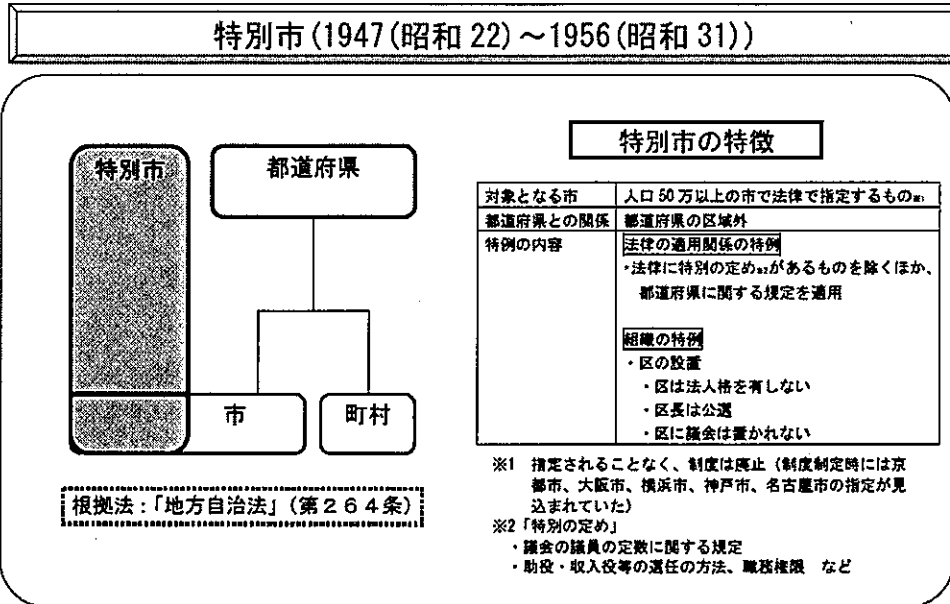 特別市(1947(昭和22)～1956(昭和31))
特別市
都道府県
市
町村
根拠法:「地方自治法」(第264条)
特別市の特徴
対象となる市 人口50万以上の市で法律で指定するもの※1
都道府県との関係 都道府県の区域外
特例の内容 法律の適用関係の特例
・法律に特別の定め※2があるものを除くほか、
都道府県に関する規定を適用
組織の特例
・区の設置
・区は法人格を有しない
・区長は公選
・区に議会は置かれない
※1 指定されることなく、制度は廃止(制度制定時には京
都市、大阪市、横浜市、神戸市、名古屋市の指定が見
込まれていた)
※2「特別の定め」
・議会の議員の定数に関する規定
・助役・収入役等の選任の方法、職務権限 など